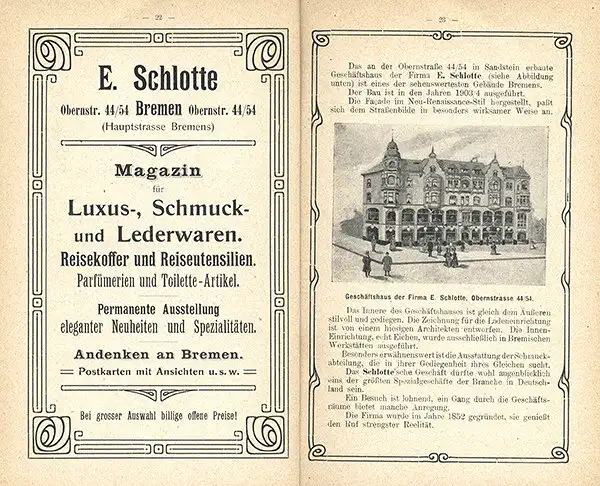 — 22 —
E. Schlotte
Obernstr. 44/54 Bremen Obernstr. 44/54
(Hauptstrasse Bremens)
Magazin
für
Luxus-, Schmuck-
und Lederwaren.
Reisekoffer und Reiseutensilien.
Parfümerien und Toilette-Artikel.
Permanente Ausstellung
eleganter Neuheiten und Spezialitäten.
Andenken an Bremen.
Postkarten mit Ansichten u.s.w.
Bei grosser Auswahl billige offene Preise!
— 23 —
Das an der Obernstraße 44/54 in Sandstein erbaute
Geschäftshaus der Firma E. Schlotte (siehe Abbildung
unten) ist eines der sehenswertesten Gebäude Bremens.
Der Bau ist in den Jahren 1903/4 ausgeführt.
Die Façade im Neu-Renaissance-Stil hergestellt, paßt
sich dem Straßenbilde in besonders wirksamer Weise an.
Geschäftshaus der Firma E. Schlotte, Obernstrasse 44/54.
Das Innere des Geschäftshauses ist gleich dem Äußeren
stilvoll und gediegen. Die Zeichnung für die Ladeneinrichtung
ist von einem hiesigen Architekten entworfen. Die Innen-
Einrichtung, echt Eichen, wurde ausschließlich in Bremischen
Werkstätten ausgeführt.
Besonders erwähnenswert ist die Ausstattung der Schmuck-
abteilung, die in ihrer Gediegenheit ihres Gleichen sucht.
Das Schlotte'sche Geschäft dürfte wohl augenblicklich
eins der größten Spezialgeschäfte der Branche in Deutsch-
land sein.
Ein Besuch ist lohnend, ein Gang durch die Geschäfts-
räume bietet manche Anregung.
Die Firma wurde im Jahre 1852 gegründet, sie genießt
den Ruf strengster Reelität.